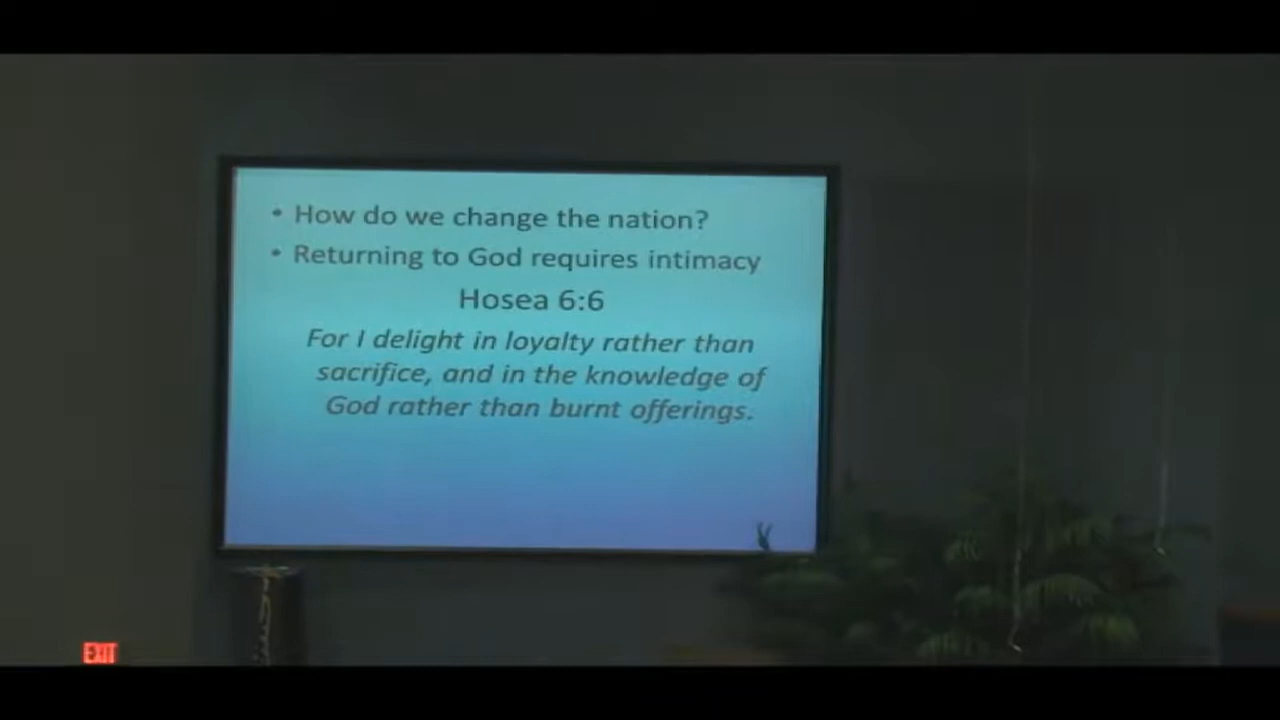 • How do we change the nation?
• Returning to God requires intimacy
Hosea 6:6
For I delight in loyalty rather than
sacrifice, and in the knowledge of
God rather than burnt offerings.
EXIT